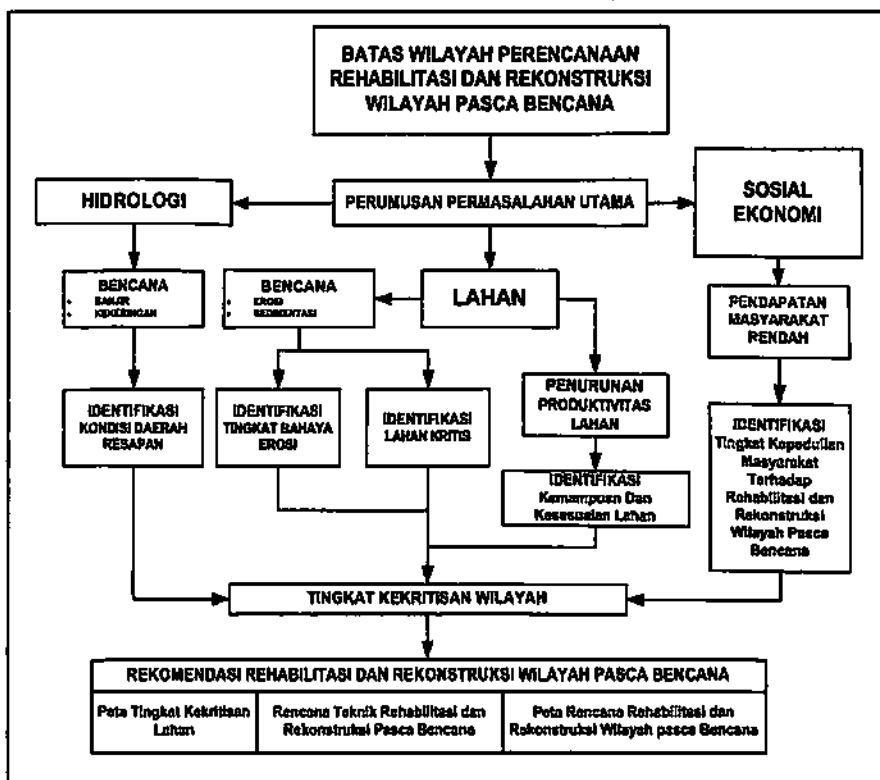 BATAS WILAYAH PERENCANAAN
REHABILITASI DAN REKONSTRUKSI
WILAYAH PASCA BENCANA
HIDROLOGI
PERUMUSAN PERMASALAHAN UTAMA
SOSIAL
EKONOMI
BENCANA
BANJIR
KEKERINGAN
BENCANA
EROSI
SEDIMENTASI
LAHAN
PENDAPATAN
MASYARAKAT
RENDAH
IDENTIFIKASI
KONDISI DAERAH
RESAPAN
IDENTIFIKASI
TINGKAT BAHAYA
EROSI
IDENTIFIKASI
LAHAN KRITIS
PENURUNAN
PRODUKTIVITAS
LAHAN
IDENTIFIKASI
Kemampuan Dan
Kesesuaian Lahan
IDENTIFIKASI
Tingkat Kepedulian
Masyarakat
Terhadap
Rehabilitasi dan
Rekonstruksi
Wilayah Pasca
Bencana
TINGKAT KEKRITISAN WILAYAH
REKOMENDASI REHABILITASI DAN REKONSTRUKSI WILAYAH PASCA BENCANA
Peta Tingkat Kekritisan
Lahan
Rencana Teknik Rehabilitasi dan
Rekonstruksi Pasca Bencana
Peta Rencana Rehabilitasi dan
Rekonstruksi Wilayah pasca Bencana